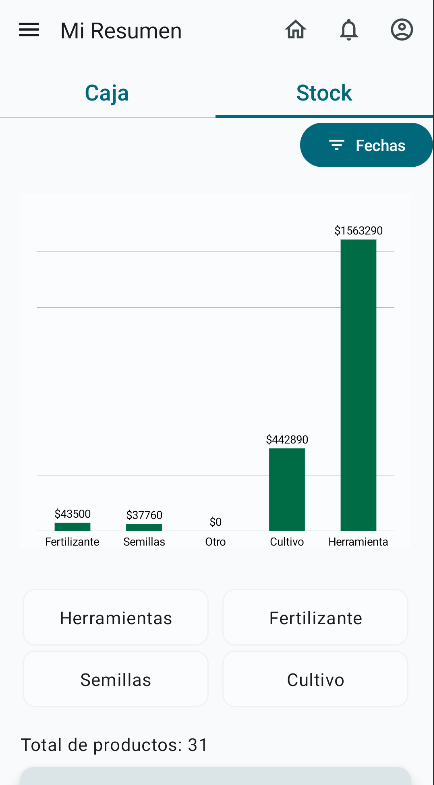 Mi Resumen
Caja Stock
Fechas
$1563290
$442890
$43500 $37760 $0
Fertilizante Semillas Otro Cultivo Herramienta
Herramientas Fertilizante
Semillas Cultivo
Total de productos: 31